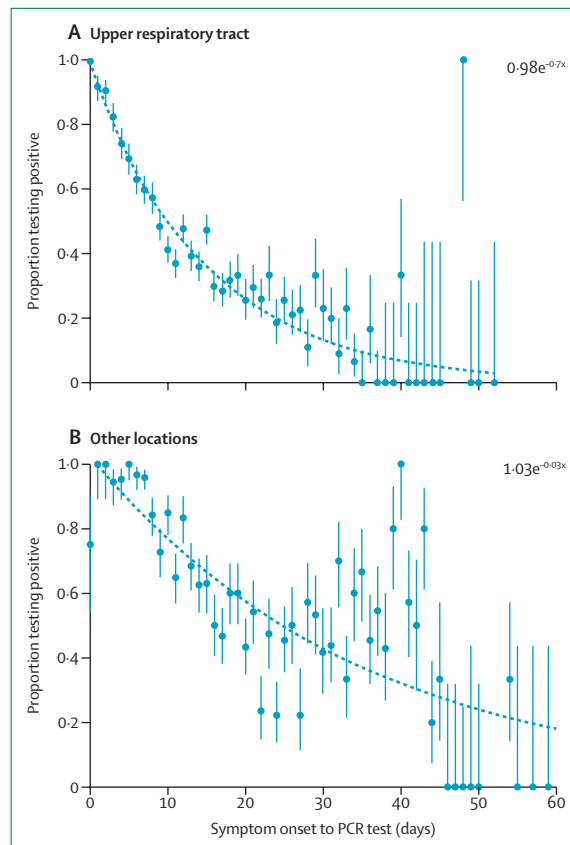 A Upper respiratory tract
0·98e–0·7x
1·0
0·8
0·6
0·4
0·2
0
Proportion testing positive
B Other locations
1·03e–0·03x
1·0
0·8
0·6
0·4
0·2
0
Proportion testing positive
0 10 20 30 40 50 60
Symptom onset to PCR test (days)